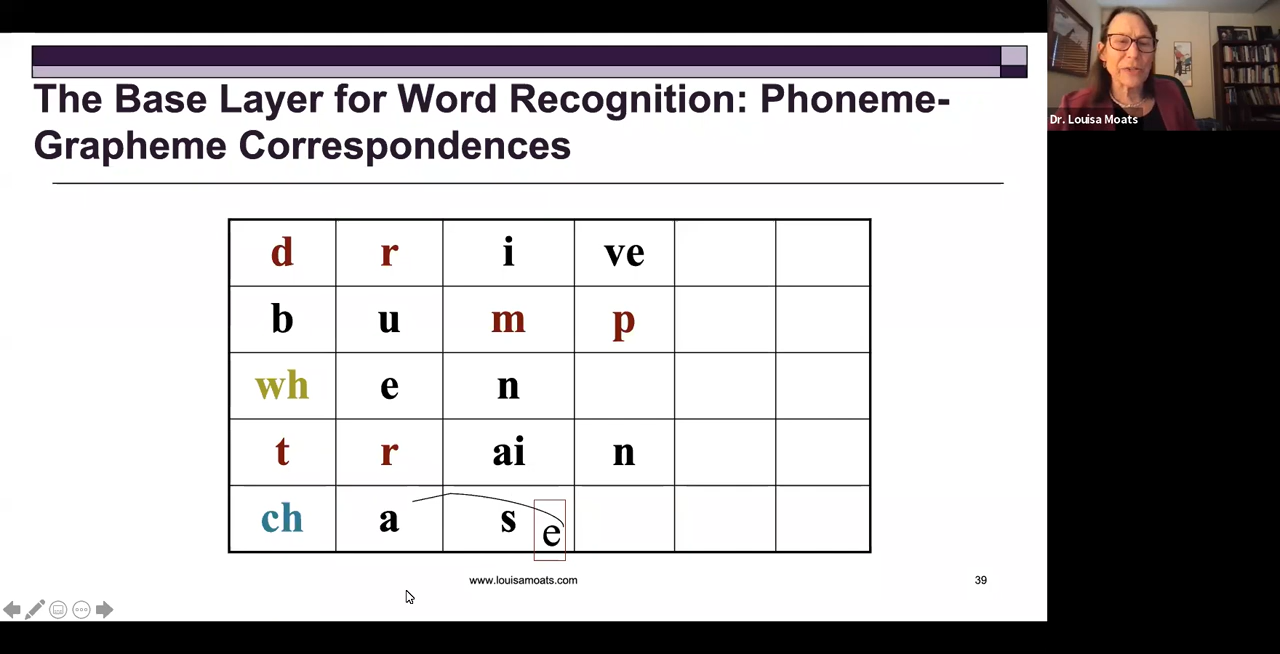 The Base Layer for Word Recognition: Phoneme-
Grapheme Correspondences
d r i ve
b u m p
wh e n
t r ai n
ch a s e
www.louisamoats.com
39
Dr. Louisa Moats